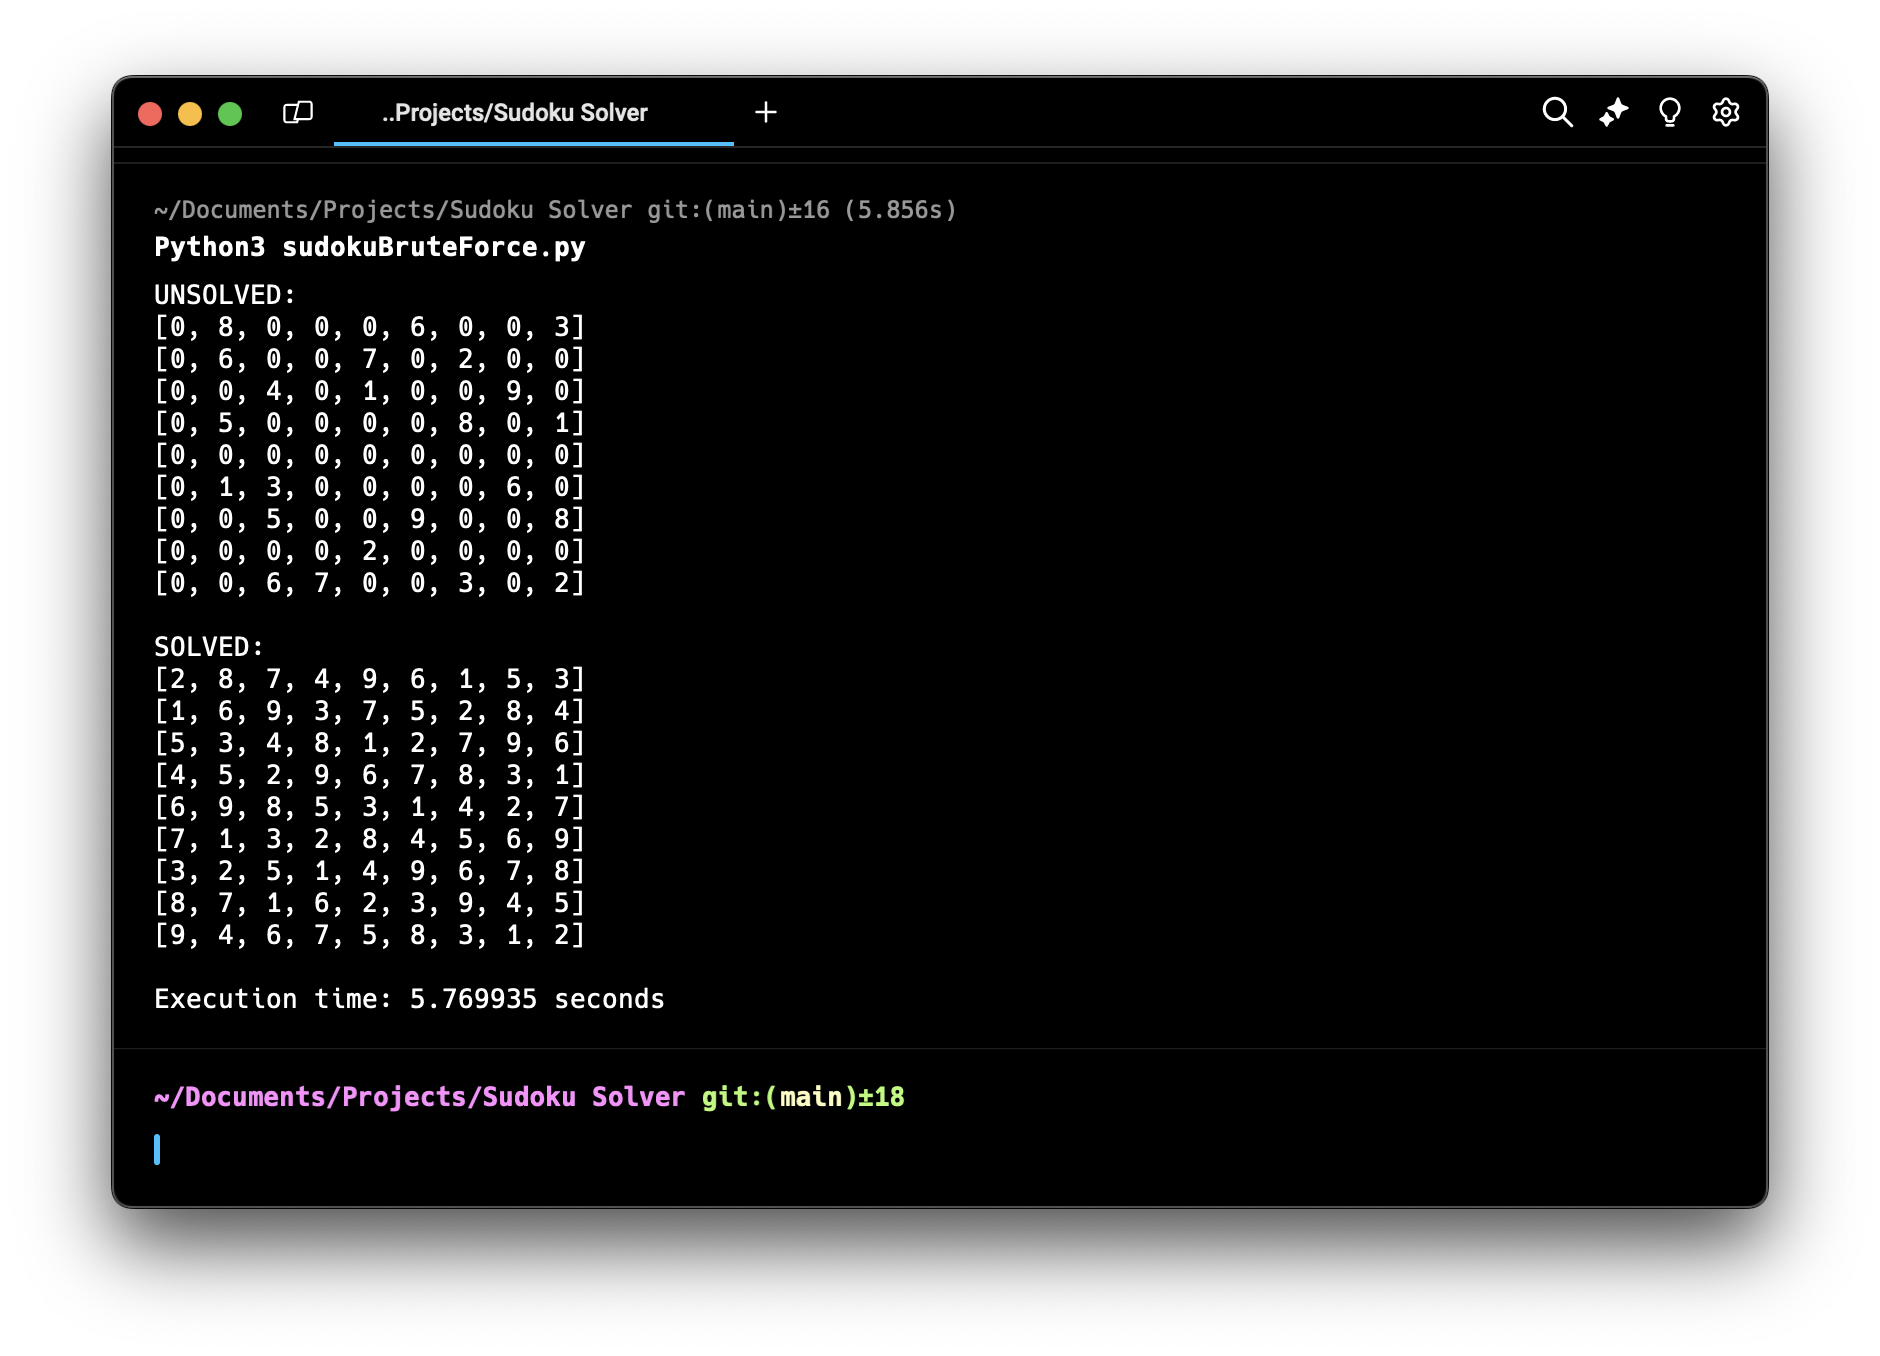 ..Projects/Sudoku Solver
~/Documents/Projects/Sudoku Solver git:(main)±16 (5.856s)
Python3 sudokuBruteForce.py
UNSOLVED:
[0, 8, 0, 0, 0, 6, 0, 0, 3]
[0, 6, 0, 0, 7, 0, 2, 0, 0]
[0, 0, 4, 0, 1, 0, 0, 9, 0]
[0, 5, 0, 0, 0, 0, 8, 0, 1]
[0, 0, 0, 0, 0, 0, 0, 0, 0]
[0, 1, 3, 0, 0, 0, 0, 6, 0]
[0, 0, 5, 0, 0, 9, 0, 0, 8]
[0, 0, 0, 0, 2, 0, 0, 0, 0]
[0, 0, 6, 7, 0, 0, 3, 0, 2]
SOLVED:
[2, 8, 7, 4, 9, 6, 1, 5, 3]
[1, 6, 9, 3, 7, 5, 2, 8, 4]
[5, 3, 4, 8, 1, 2, 7, 9, 6]
[4, 5, 2, 9, 6, 7, 8, 3, 1]
[6, 9, 8, 5, 3, 1, 4, 2, 7]
[7, 1, 3, 2, 8, 4, 5, 6, 9]
[3, 2, 5, 1, 4, 9, 6, 7, 8]
[8, 7, 1, 6, 2, 3, 9, 4, 5]
[9, 4, 6, 7, 5, 8, 3, 1, 2]
Execution time: 5.769935 seconds
~/Documents/Projects/Sudoku Solver git:(main)±18